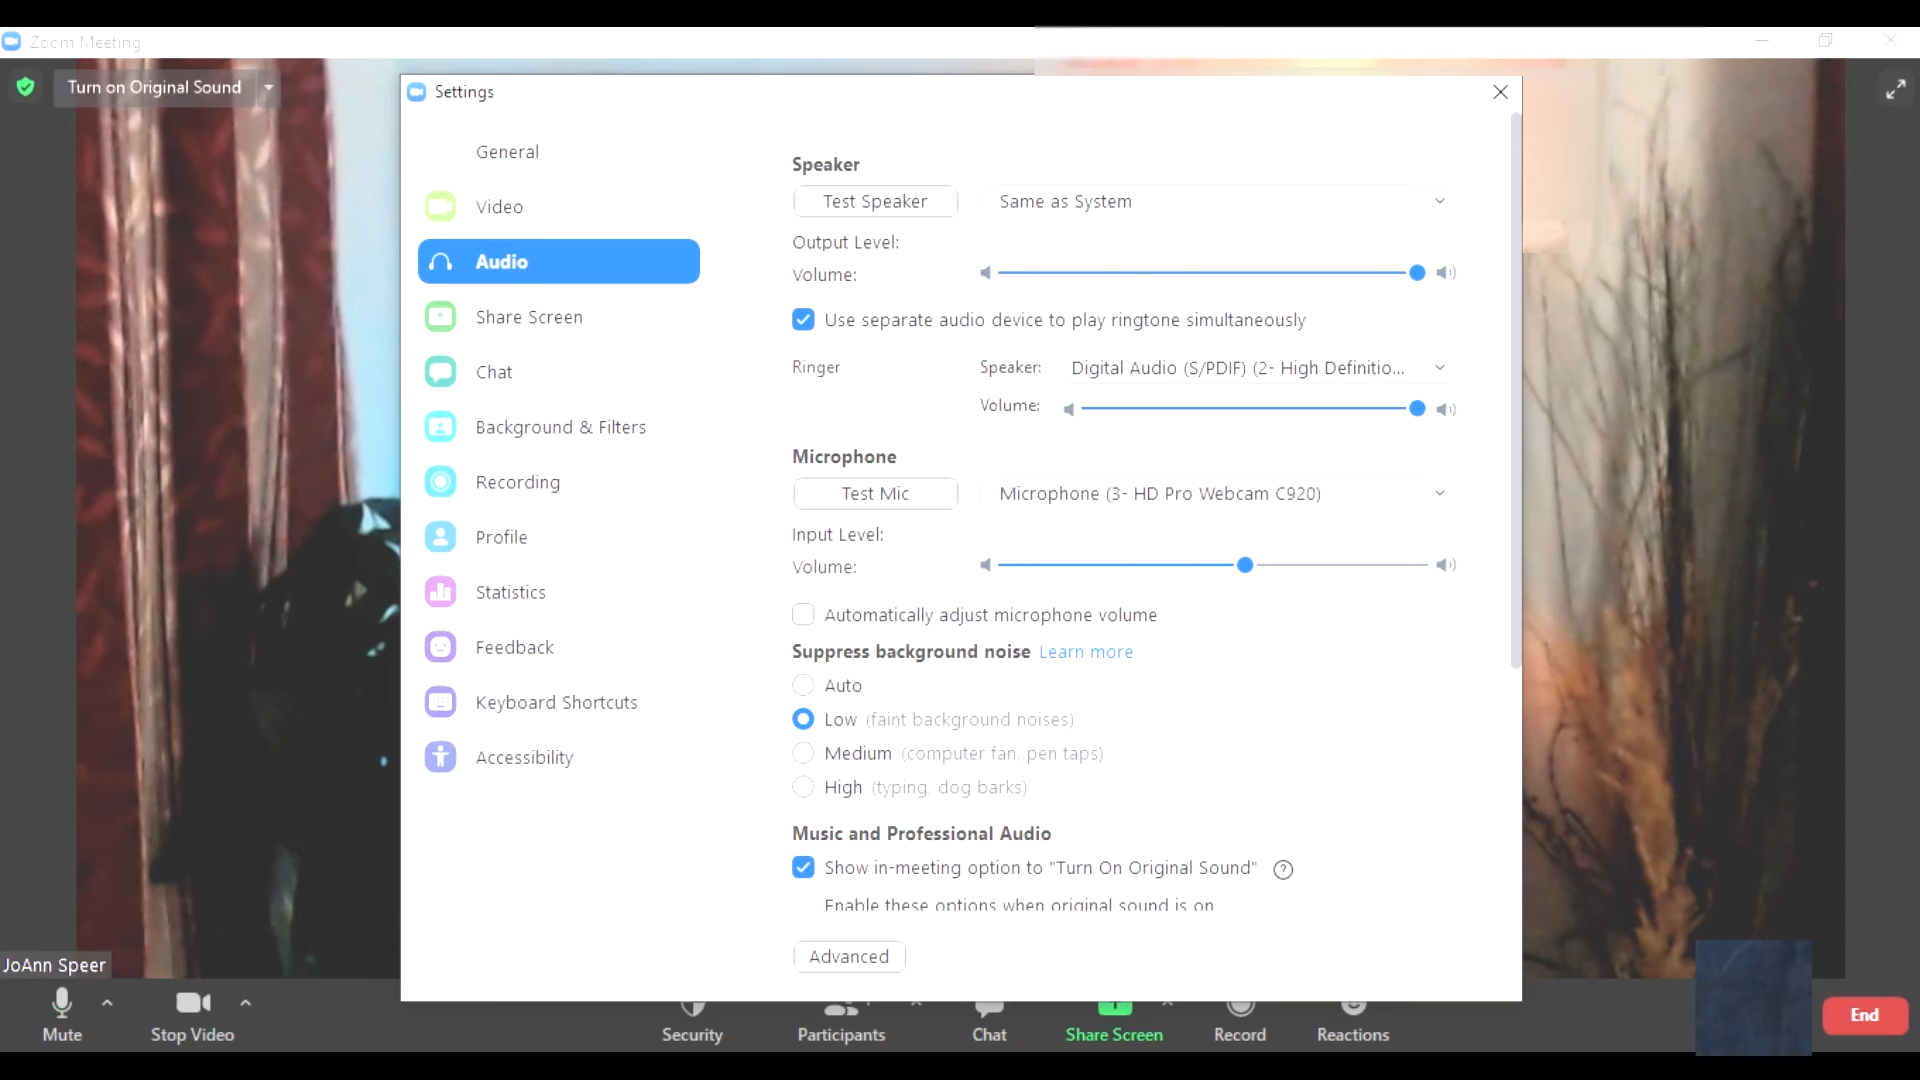 Zoom Meeting
Turn on Original Sound
Settings
General
Video
Audio
Share Screen
Chat
Background & Filters
Recording
Profile
Statistics
Feedback
Keyboard Shortcuts
Accessibility
Speaker
Test Speaker Same as System
Output Level:
Volume:
Use separate audio device to play ringtone simultaneously
Ringer Speaker: Digital Audio (S/PDIF) (2- High Definitio...
Volume:
Microphone
Test Mic Microphone (3- HD Pro Webcam C920)
Input Level:
Volume:
Automatically adjust microphone volume
Suppress background noise Learn more
Auto
Low (faint background noises)
Medium (computer fan, pen taps)
High (typing, dog barks)
Music and Professional Audio
Show in-meeting option to "Turn On Original Sound" ?
Enable these options when original sound is on
Advanced
JoAnn Speer
Mute Stop Video Security Participants Chat Share Screen Record Reactions End